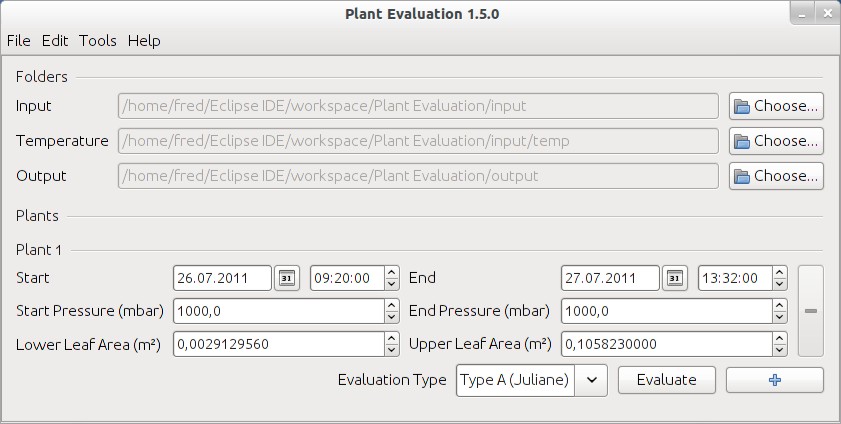 Plant Evaluation 1.5.0
File Edit Tools Help
Folders
Input /home/fred/Eclipse IDE/workspace/Plant Evaluation/input Choose...
Temperature /home/fred/Eclipse IDE/workspace/Plant Evaluation/input/temp Choose...
Output /home/fred/Eclipse IDE/workspace/Plant Evaluation/output Choose...
Plants
Plant 1
Start 26.07.2011 31 09:20:00 End 27.07.2011 31 13:32:00
Start Pressure (mbar) 1000,0 End Pressure (mbar) 1000,0
Lower Leaf Area (m²) 0,0029129560 Upper Leaf Area (m²) 0,1058230000
Evaluation Type Type A (Juliane) Evaluate